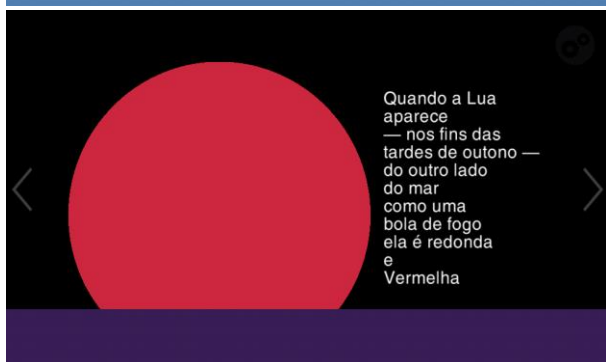 Quando a Lua
aparece
— nos fins das
tardes de outono —
do outro lado
do mar
como uma
bola de fogo
ela é redonda
e
Vermelha